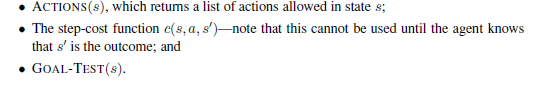 • ACTIONS(s), which returns a list of actions allowed in state s;
• The step-cost function c(s, a, s′)—note that this cannot be used until the agent knows
that s′ is the outcome; and
• GOAL-TEST(s).